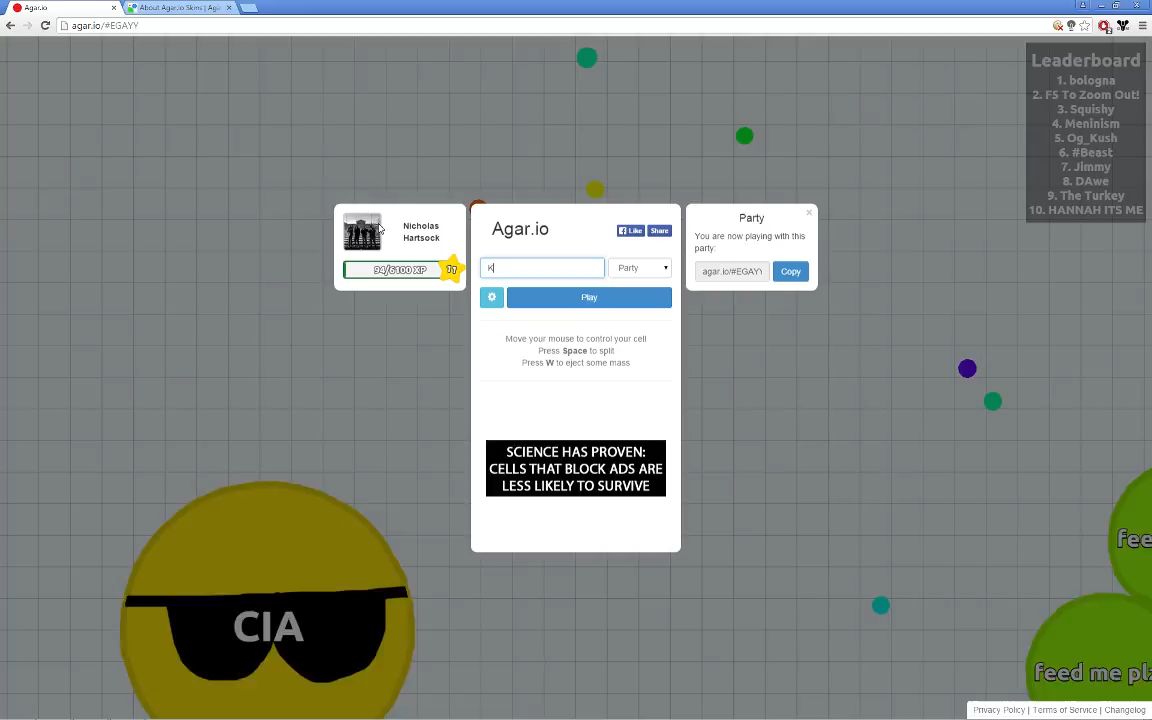 Agar.io
About Agar.io Skins | Aga
agar.io/#EGAYY
Leaderboard
1. bologna
2. F5 To Zoom Out!
3. Squishy
4. Meninism
5. Og_Kush
6. #Beast
7. Jimmy
8. DAwe
9. The Turkey
10. HANNAH ITS ME
Nicholas
Hartsock
94/6100 XP
Agar.io
Like
Share
K
Party
Play
Move your mouse to control your cell
Press Space to split
Press W to eject some mass
SCIENCE HAS PROVEN:
CELLS THAT BLOCK ADS ARE
LESS LIKELY TO SURVIVE
Party
You are now playing with this
party:
agar.io/#EGAYY
Copy
CIA
fee
feed me plz
Privacy Policy | Terms of Service | Changelog